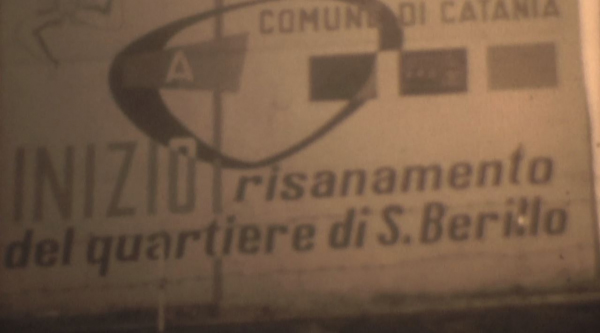 COMUNE DI CATANIA
A
INIZIO risanamento
del quartiere di S. Berillo